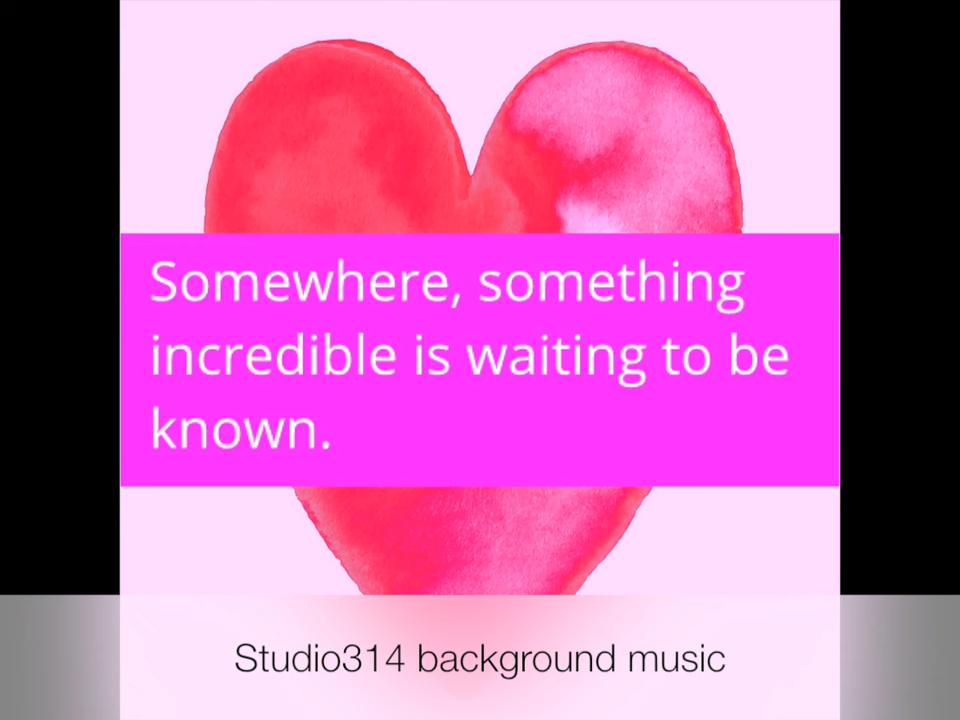 Somewhere, something
incredible is waiting to be
known.
Studio314 background music